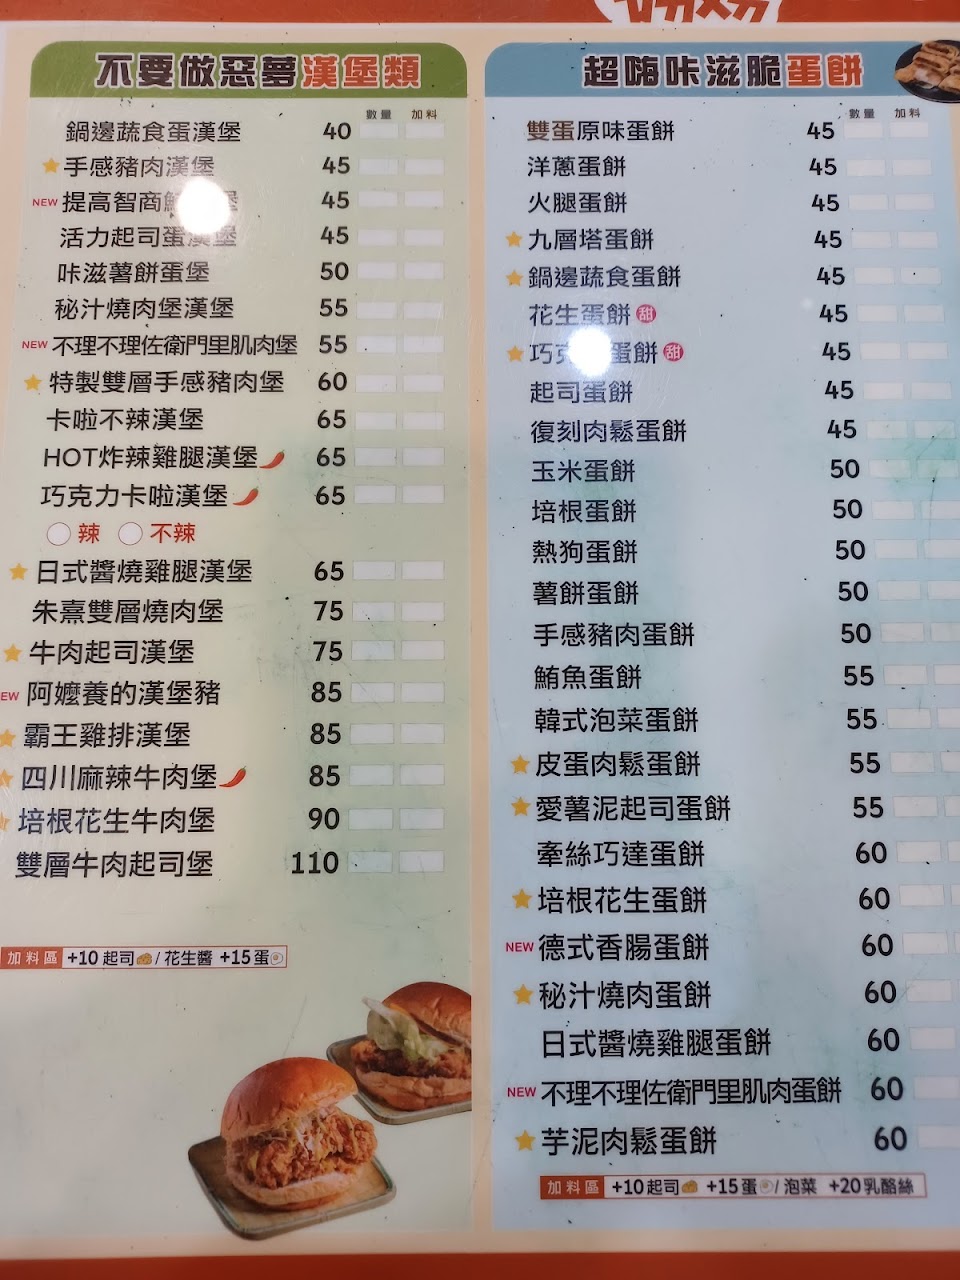 不要做惡夢漢堡類
數量 加料
鍋邊蔬食蛋漢堡 40
手感豬肉漢堡 45
NEW 提高智商 堡 45
活力起司蛋漢堡 45
咔滋薯餅蛋堡 50
秘汁燒肉堡漢堡 55
NEW 不理不理佐衛門里肌肉堡 55
特製雙層手感豬肉堡 60
卡啦不辣漢堡 65
HOT炸辣雞腿漢堡 65
巧克力卡啦漢堡 65
辣 不辣
日式醬燒雞腿漢堡 65
朱熹雙層燒肉堡 75
牛肉起司漢堡 75
NEW 阿嬤養的漢堡豬 85
霸王雞排漢堡 85
四川麻辣牛肉堡 85
培根花生牛肉堡 90
雙層牛肉起司堡 110
加料區 +10起司/花生醬 +15蛋
超嗨咔滋脆蛋餅
數量 加料
雙蛋原味蛋餅 45
洋蔥蛋餅 45
火腿蛋餅 45
九層塔蛋餅 45
鍋邊蔬食蛋餅 45
花生蛋餅 甜 45
巧克 蛋餅 甜 45
起司蛋餅 45
復刻肉鬆蛋餅 45
玉米蛋餅 50
培根蛋餅 50
熱狗蛋餅 50
薯餅蛋餅 50
手感豬肉蛋餅 50
鮪魚蛋餅 55
韓式泡菜蛋餅 55
皮蛋肉鬆蛋餅 55
愛薯泥起司蛋餅 55
牽絲巧達蛋餅 60
培根花生蛋餅 60
NEW 德式香腸蛋餅 60
秘汁燒肉蛋餅 60
日式醬燒雞腿蛋餅 60
NEW 不理不理佐衛門里肌肉蛋餅 60
芋泥肉鬆蛋餅 60
加料區 +10起司 +15蛋/泡菜 +20乳酪絲